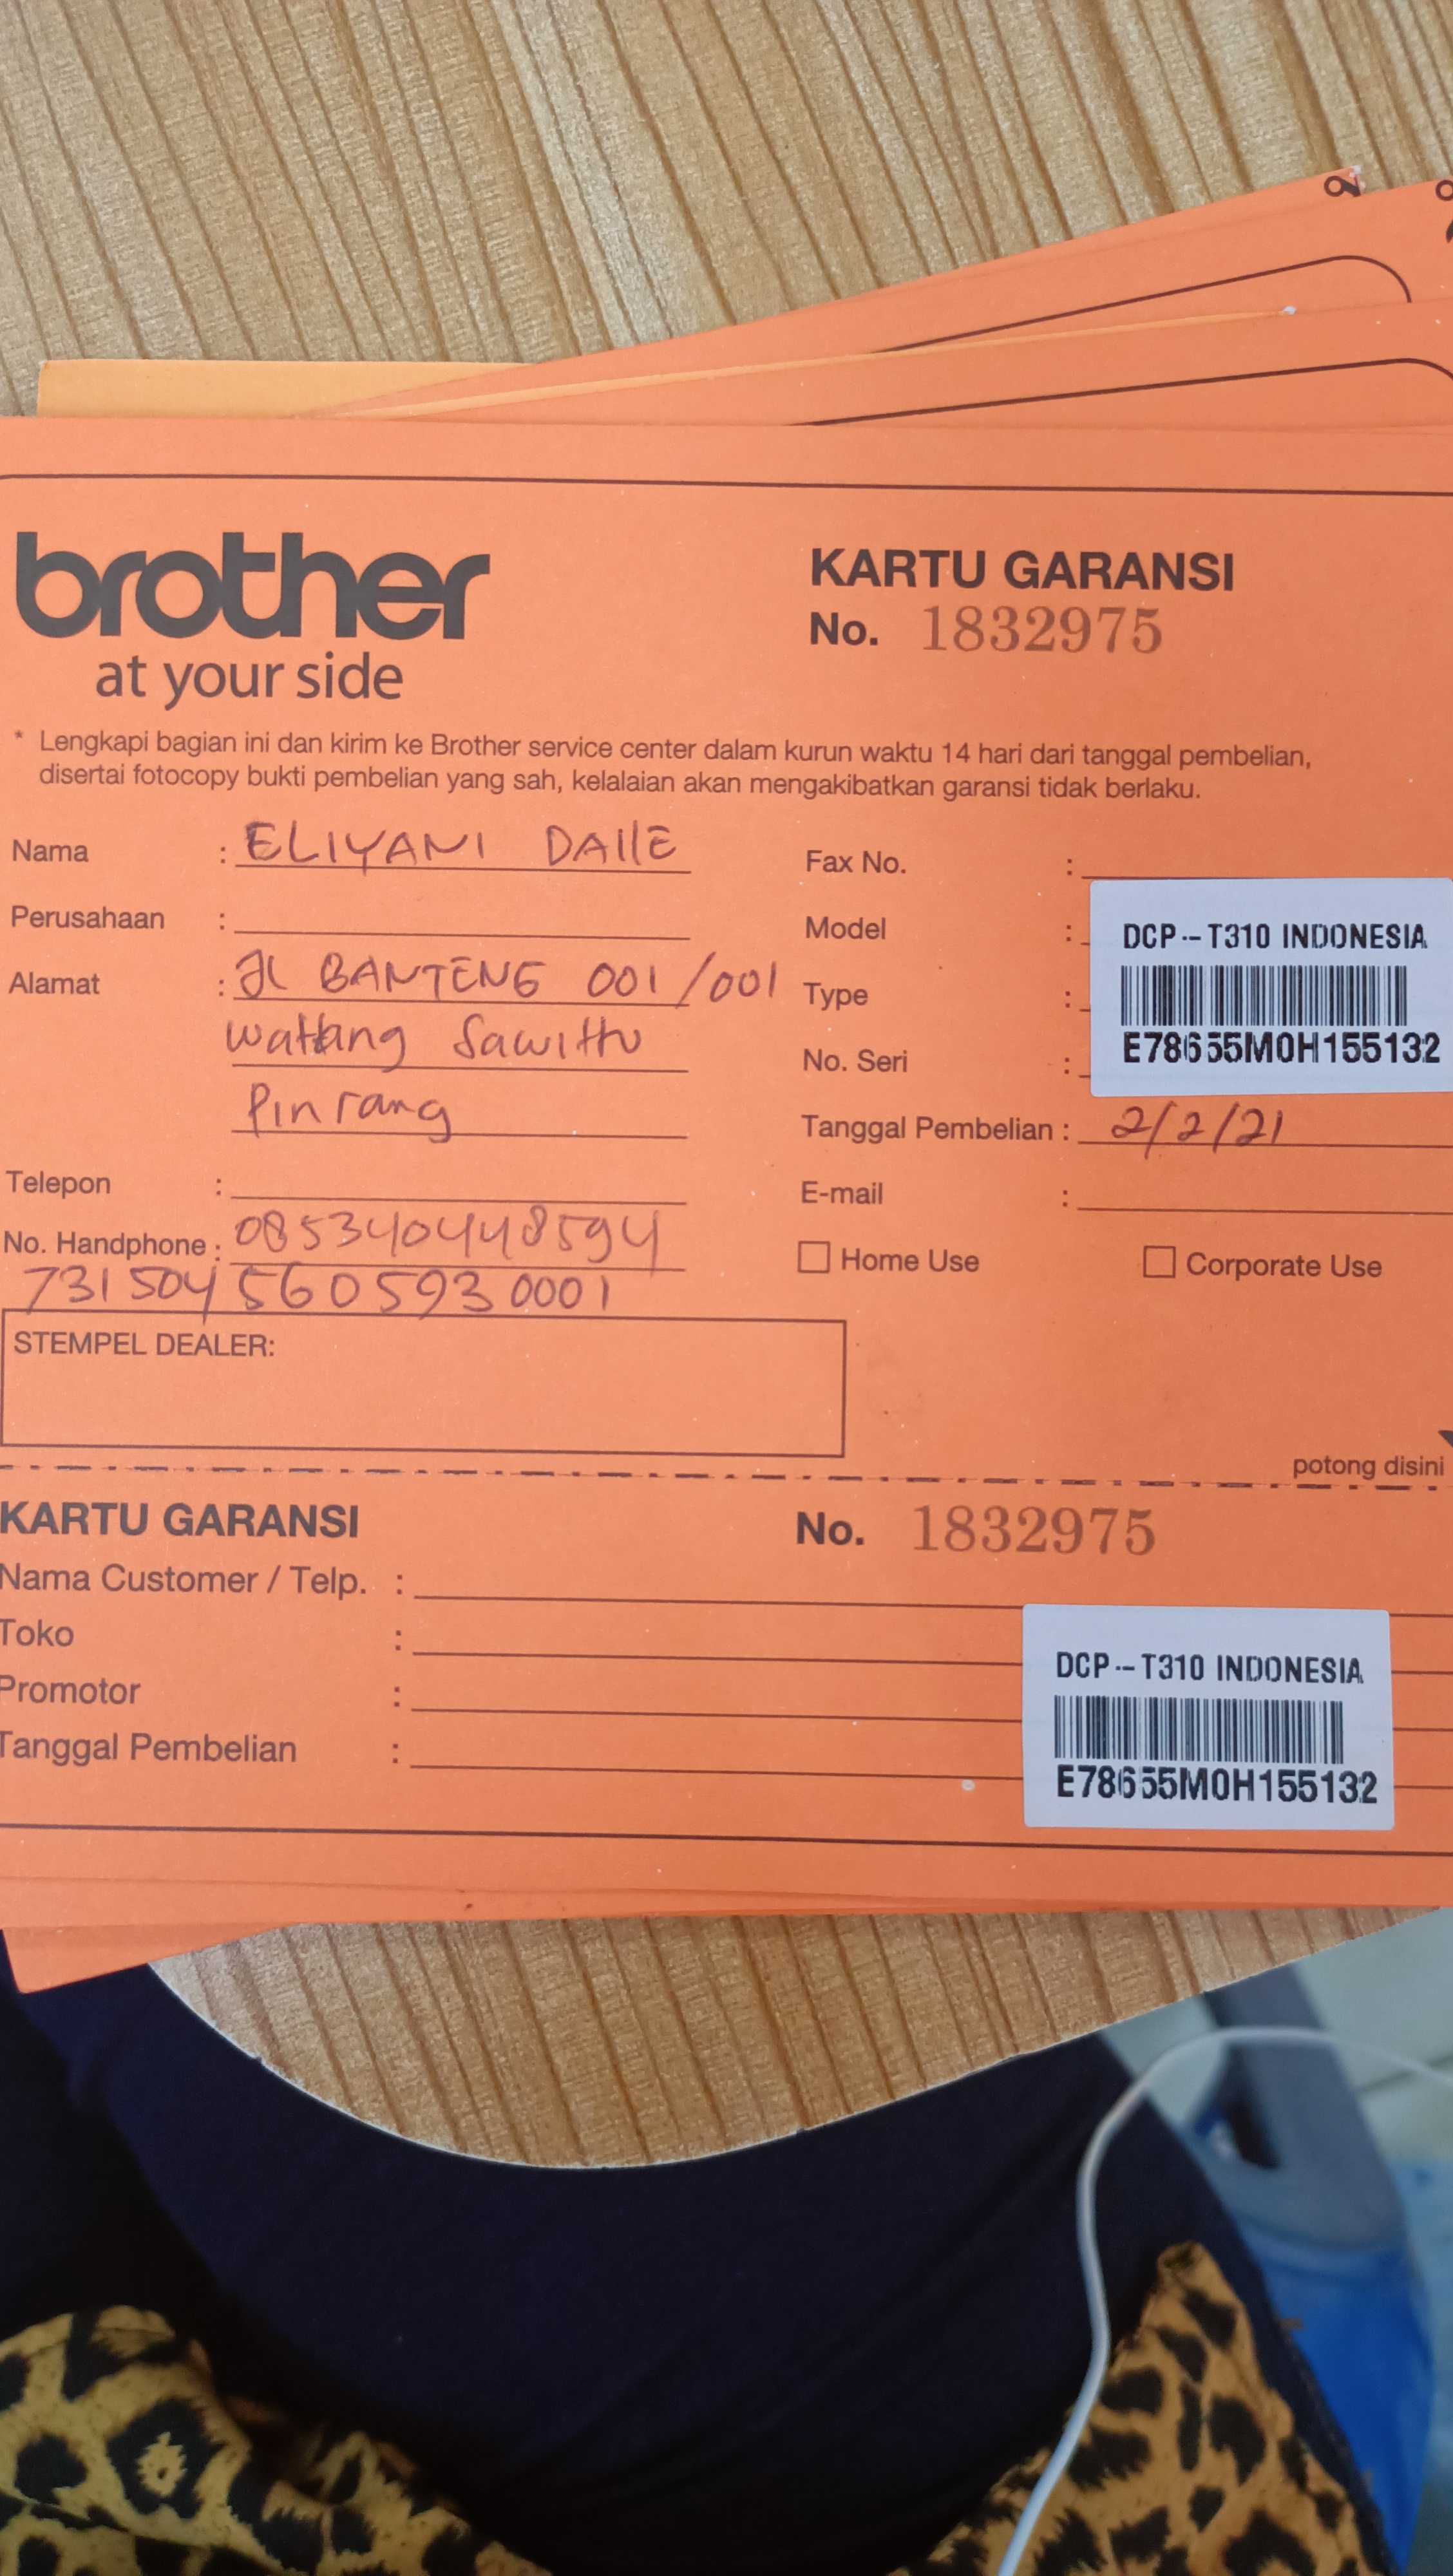 brother
at your side
KARTU GARANSI
No. 1832975
* Lengkapi bagian ini dan kirim ke Brother service center dalam kurun waktu 14 hari dari tanggal pembelian,
disertai fotocopy bukti pembelian yang sah, kelalaian akan mengakibatkan garansi tidak berlaku.
Nama : ELIYANI DAllE
Perusahaan :
Alamat : Jl BANTENG 001/001
Wattang Sawitto
Pinrang
Telepon :
No. Handphone : 085340448594
7315045605930001
Fax No. :
Model : DCP-T310 INDONESIA
Type :
No. Seri : E78655M0H155132
Tanggal Pembelian : 2/2/21
E-mail :
Home Use Corporate Use
STEMPEL DEALER:
potong disini
KARTU GARANSI No. 1832975
Nama Customer / Telp. :
Toko :
Promotor :
Tanggal Pembelian :
DCP-T310 INDONESIA
E78655M0H155132